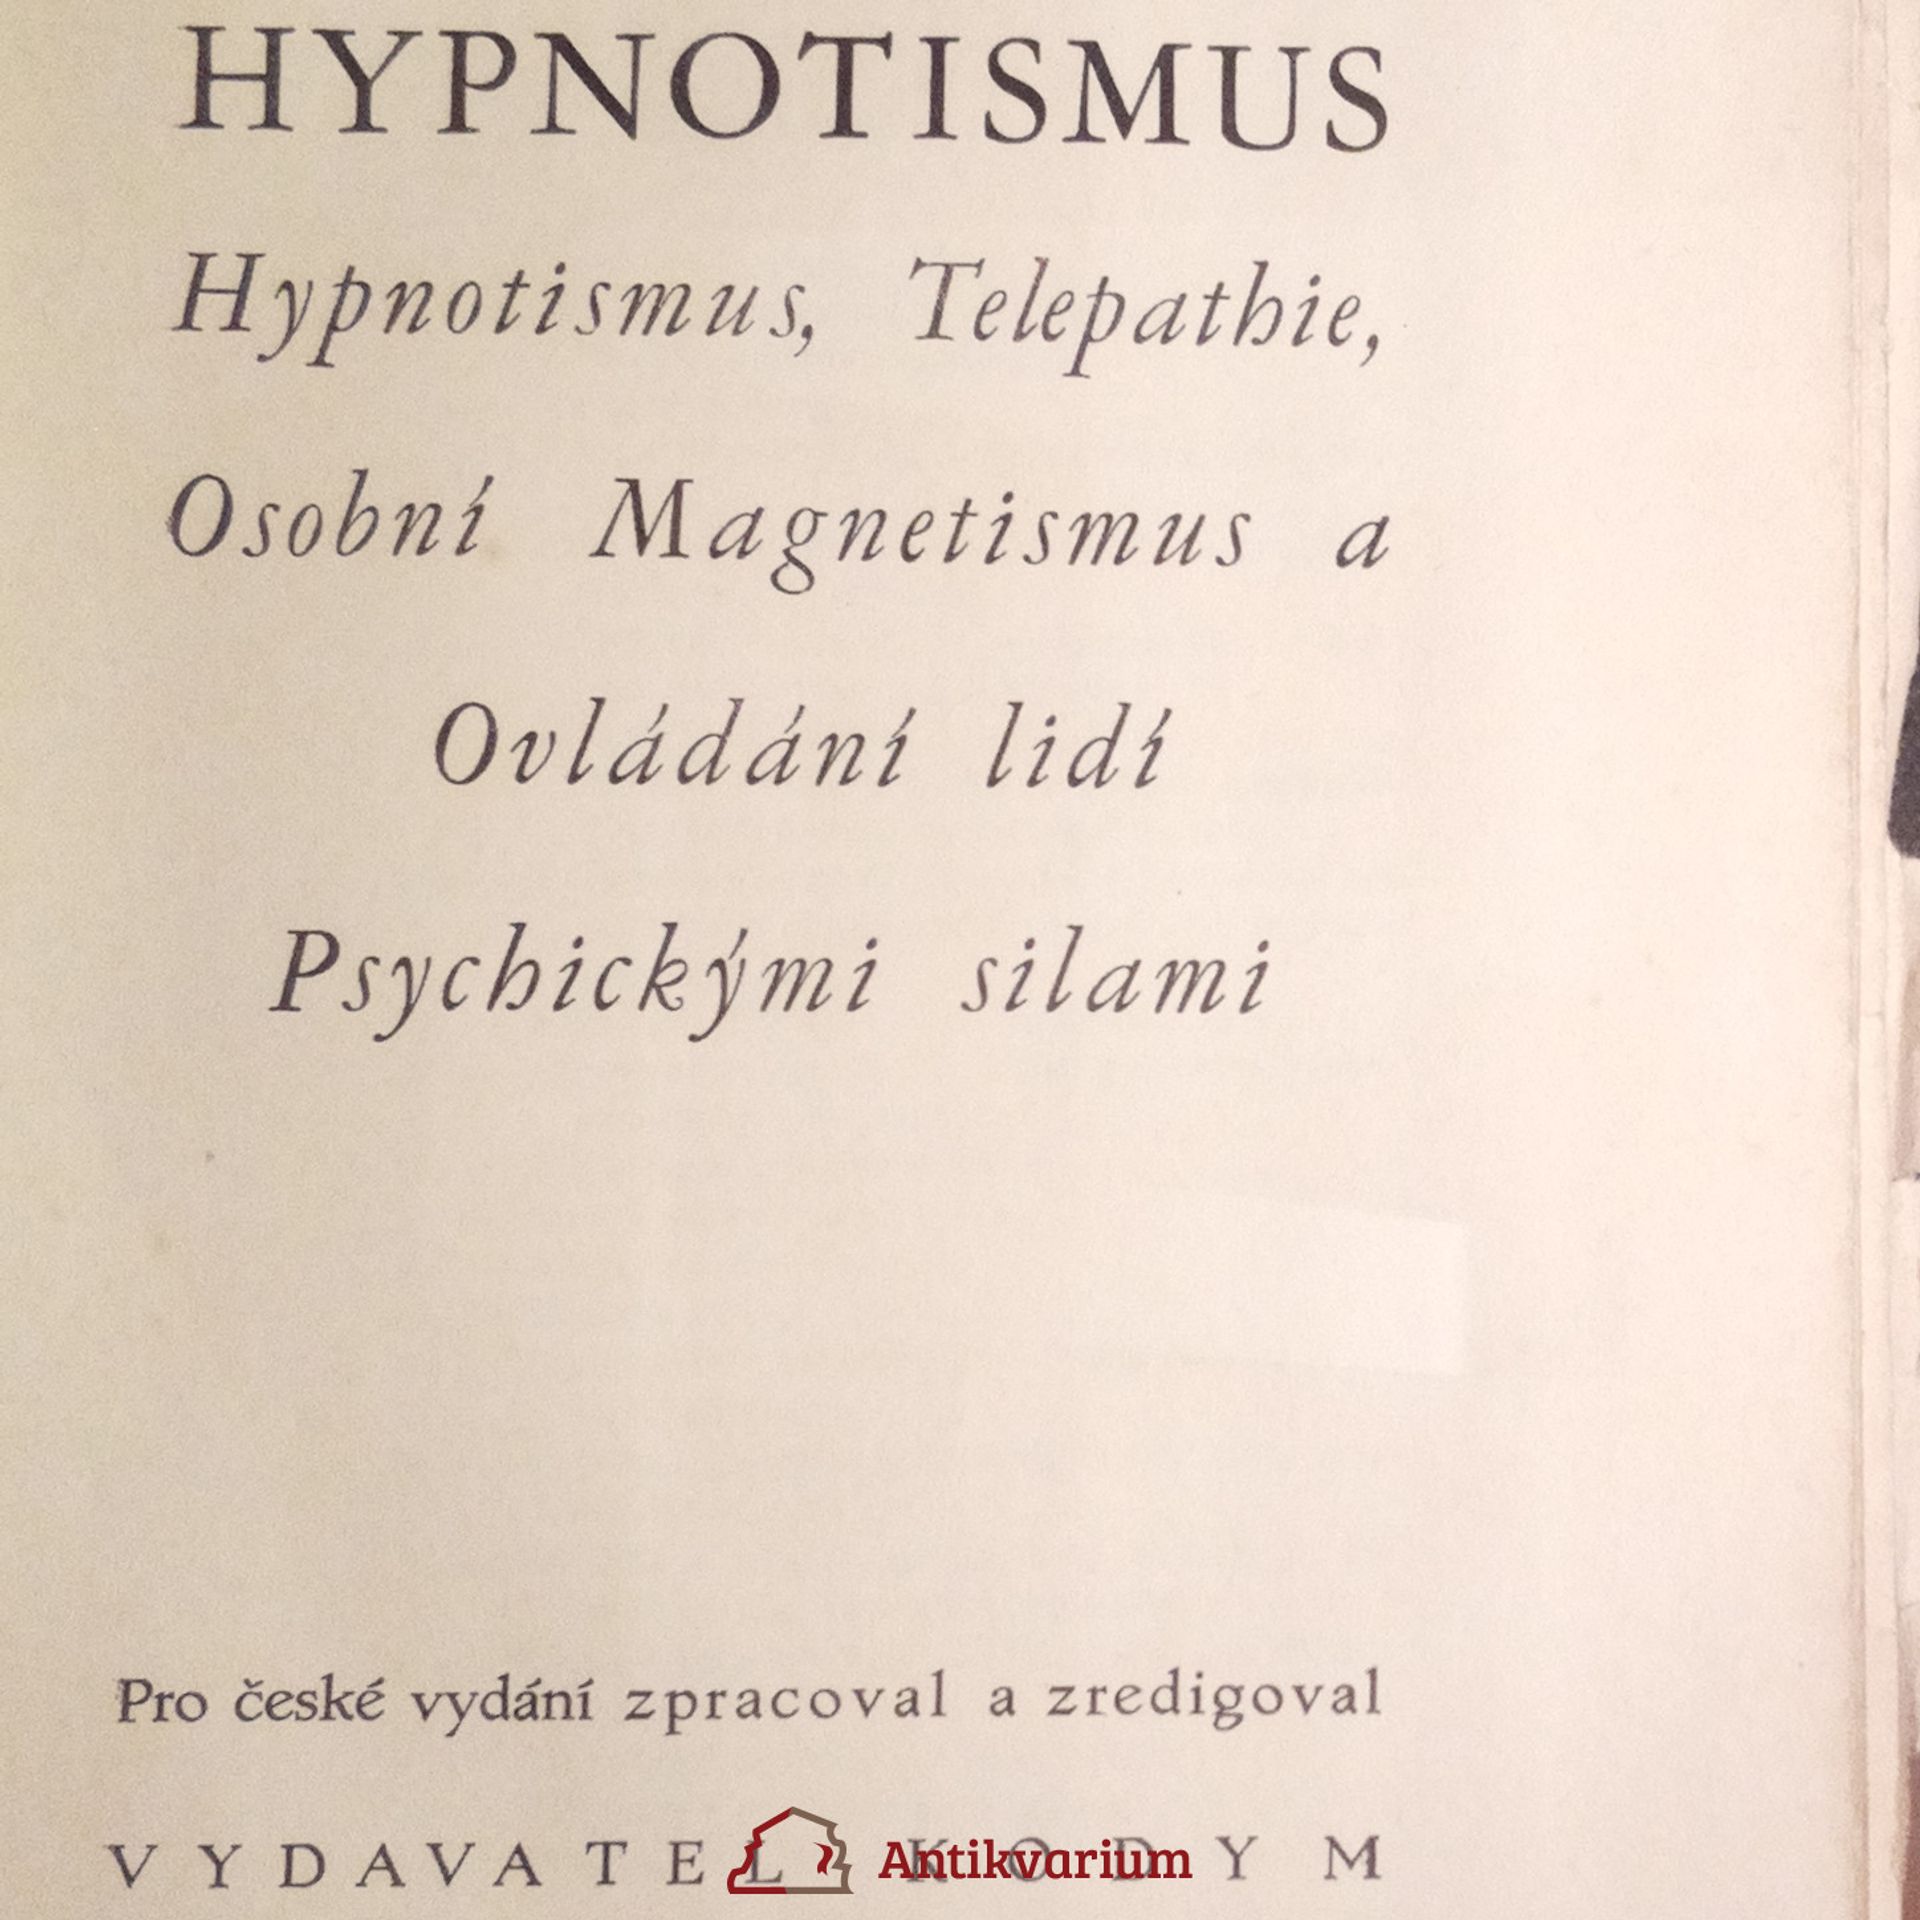 HYPNOTISMUS
Hypnotismus, Telepathie,
Osobní Magnetismus a
Ovládání lidí
Psychickými silami
Pro české vydání zpracoval a zredigoval
VYDAVATEL KODYM
Antikvarium